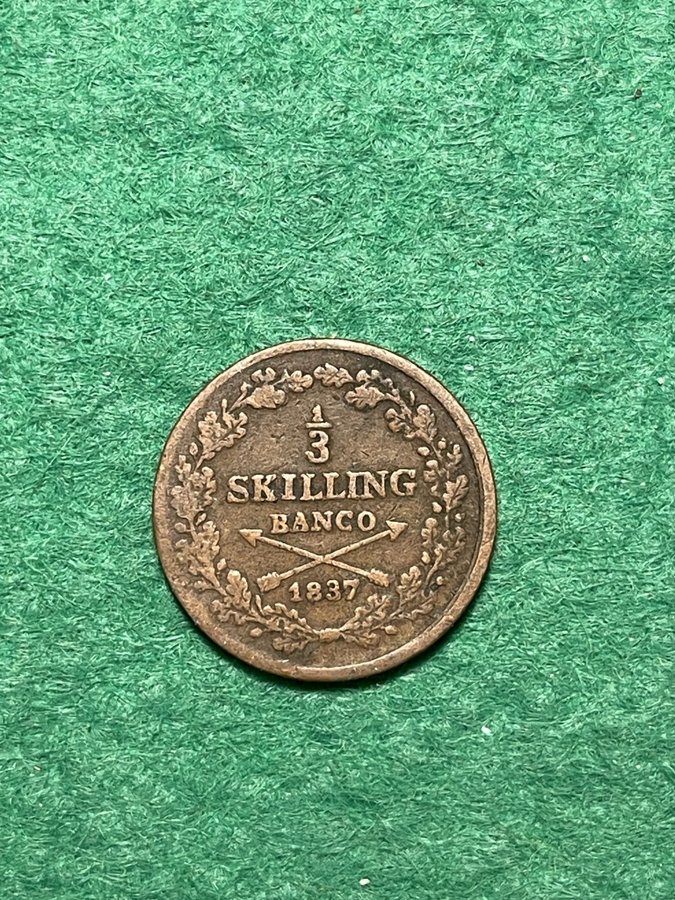 1/3
SKILLING
BANCO
1837